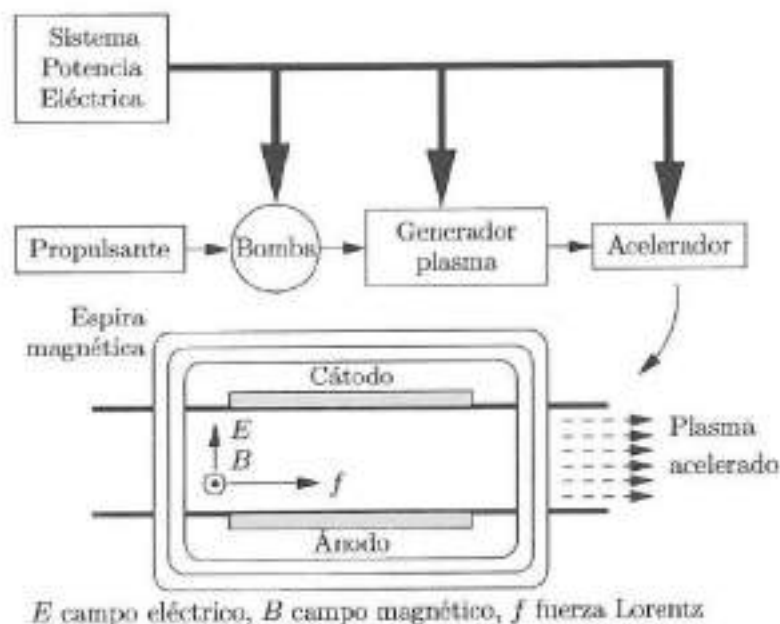 Sistema
Potencia
Eléctrica
Propulsante
Bomba
Generador
plasma
Acelerador
Espira
magnética
Cátodo
E
B
f
Plasma
acelerado
Ánodo
E campo eléctrico, B campo magnético, f fuerza Lorentz